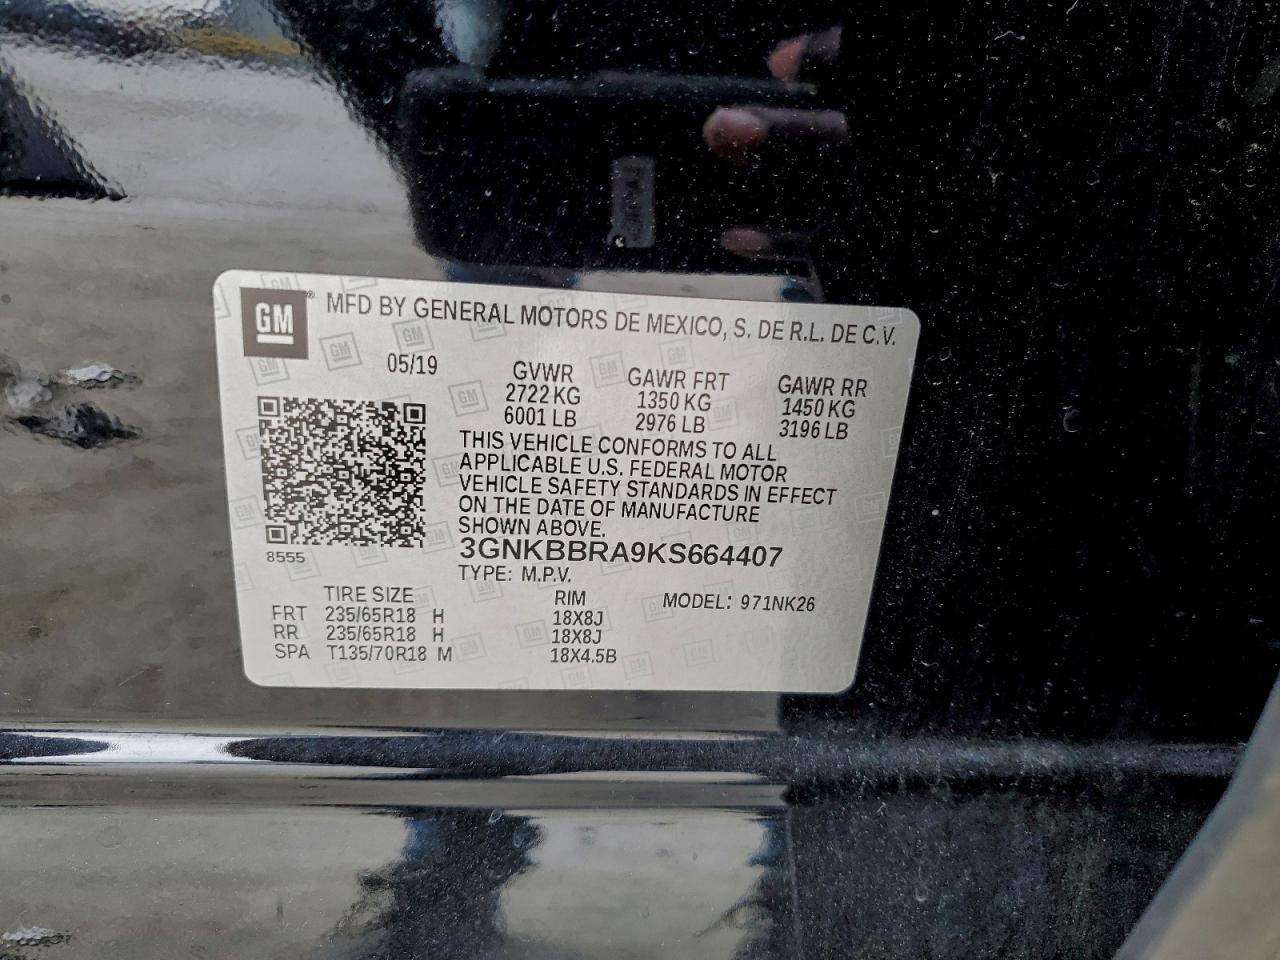 GM® MFD BY GENERAL MOTORS DE MEXICO, S. DE R.L. DE C.V.
05/19
GVWR GAWR FRT GAWR RR
2722 KG 1350 KG 1450 KG
6001 LB 2976 LB 3196 LB
THIS VEHICLE CONFORMS TO ALL
APPLICABLE U.S. FEDERAL MOTOR
VEHICLE SAFETY STANDARDS IN EFFECT
ON THE DATE OF MANUFACTURE
SHOWN ABOVE.
8555
3GNKBBRA9KS664407
TYPE: M.P.V.
TIRE SIZE RIM MODEL: 971NK26
FRT 235/65R18 H 18X8J
RR 235/65R18 H 18X8J
SPA T135/70R18 M 18X4.5B